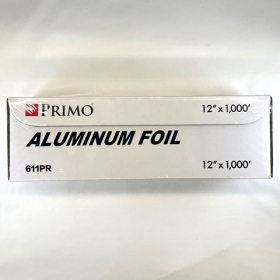 PRIMO 12" x 1,000'
ALUMINUM FOIL
611PR 12" x 1,000'